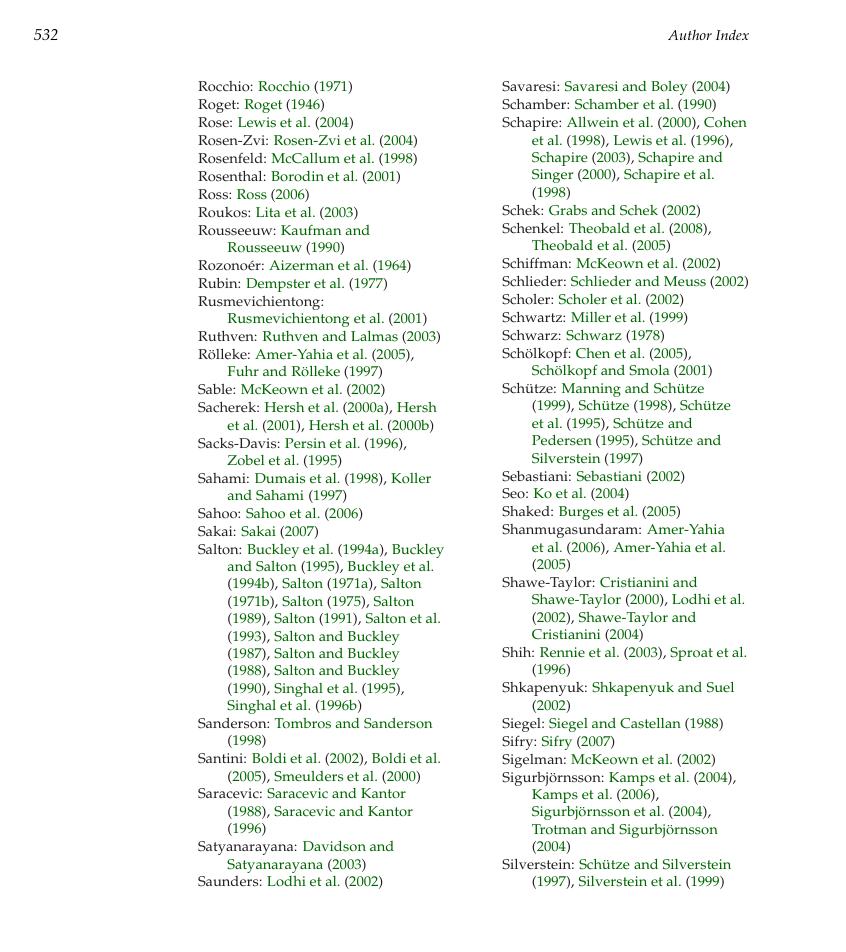 532
Author Index
Rocchio: Rocchio (1971)
Roget: Roget (1946)
Rose: Lewis et al. (2004)
Rosen-Zvi: Rosen-Zvi et al. (2004)
Rosenfeld: McCallum et al. (1998)
Rosenthal: Borodin et al. (2001)
Ross: Ross (2006)
Roukos: Lita et al. (2003)
Rousseeuw: Kaufman and
Rousseeuw (1990)
Rozonoér: Aizerman et al. (1964)
Rubin: Dempster et al. (1977)
Rusmevichientong:
Rusmevichientong et al. (2001)
Ruthven: Ruthven and Lalmas (2003)
Rölleke: Amer-Yahia et al. (2005),
Fuhr and Rölleke (1997)
Sable: McKeown et al. (2002)
Sacherek: Hersh et al. (2000a), Hersh
et al. (2001), Hersh et al. (2000b)
Sacks-Davis: Persin et al. (1996),
Zobel et al. (1995)
Sahami: Dumais et al. (1998), Koller
and Sahami (1997)
Sahoo: Sahoo et al. (2006)
Sakai: Sakai (2007)
Salton: Buckley et al. (1994a), Buckley
and Salton (1995), Buckley et al.
(1994b), Salton (1971a), Salton
(1971b), Salton (1975), Salton
(1989), Salton (1991), Salton et al.
(1993), Salton and Buckley
(1987), Salton and Buckley
(1988), Salton and Buckley
(1990), Singhal et al. (1995),
Singhal et al. (1996b)
Sanderson: Tombros and Sanderson
(1998)
Santini: Boldi et al. (2002), Boldi et al.
(2005), Smeulders et al. (2000)
Saracevic: Saracevic and Kantor
(1988), Saracevic and Kantor
(1996)
Satyanarayana: Davidson and
Satyanarayana (2003)
Saunders: Lodhi et al. (2002)
Savaresi: Savaresi and Boley (2004)
Schamber: Schamber et al. (1990)
Schapire: Allwein et al. (2000), Cohen
et al. (1998), Lewis et al. (1996),
Schapire (2003), Schapire and
Singer (2000), Schapire et al.
(1998)
Schek: Grabs and Schek (2002)
Schenkel: Theobald et al. (2008),
Theobald et al. (2005)
Schiffman: McKeown et al. (2002)
Schlieder: Schlieder and Meuss (2002)
Scholer: Scholer et al. (2002)
Schwartz: Miller et al. (1999)
Schwarz: Schwarz (1978)
Schölkopf: Chen et al. (2005),
Schölkopf and Smola (2001)
Schütze: Manning and Schütze
(1999), Schütze (1998), Schütze
et al. (1995), Schütze and
Pedersen (1995), Schütze and
Silverstein (1997)
Sebastiani: Sebastiani (2002)
Seo: Ko et al. (2004)
Shaked: Burges et al. (2005)
Shanmugasundaram: Amer-Yahia
et al. (2006), Amer-Yahia et al.
(2005)
Shawe-Taylor: Cristianini and
Shawe-Taylor (2000), Lodhi et al.
(2002), Shawe-Taylor and
Cristianini (2004)
Shih: Rennie et al. (2003), Sproat et al.
(1996)
Shkapenyuk: Shkapenyuk and Suel
(2002)
Siegel: Siegel and Castellan (1988)
Sifry: Sifry (2007)
Sigelman: McKeown et al. (2002)
Sigurbjörnsson: Kamps et al. (2004),
Kamps et al. (2006),
Sigurbjörnsson et al. (2004),
Trotman and Sigurbjörnsson
(2004)
Silverstein: Schütze and Silverstein
(1997), Silverstein et al. (1999)